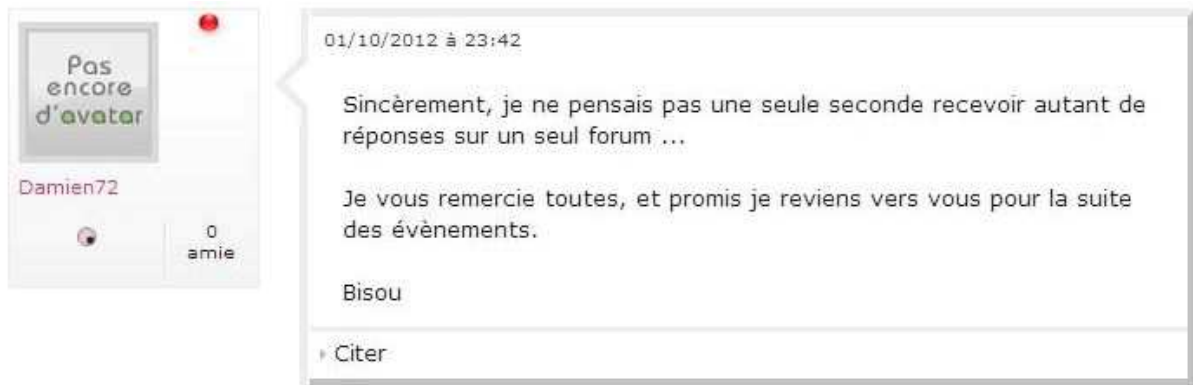 Pas
encore
d'avatar
Damien72
0
amie
01/10/2012 à 23:42
Sincèrement, je ne pensais pas une seule seconde recevoir autant de
réponses sur un seul forum ...
Je vous remercie toutes, et promis je reviens vers vous pour la suite
des évènements.
Bisou
Citer